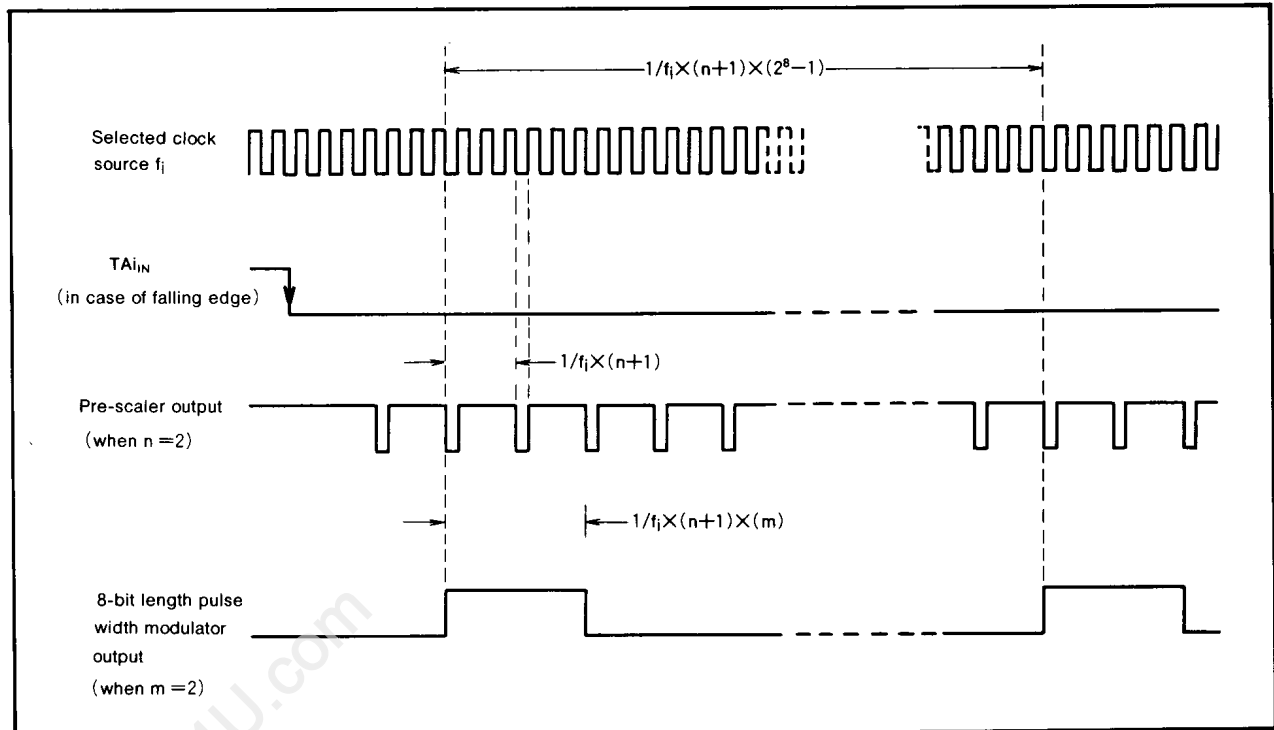 1/fᵢ×(n+1)×(2⁸−1)
Selected clock
source fᵢ
TAiIN
(in case of falling edge)
1/fᵢ×(n+1)
Pre-scaler output
(when n=2)
1/fᵢ×(n+1)×(m)
8-bit length pulse
width modulator
output
(when m=2)
U.com